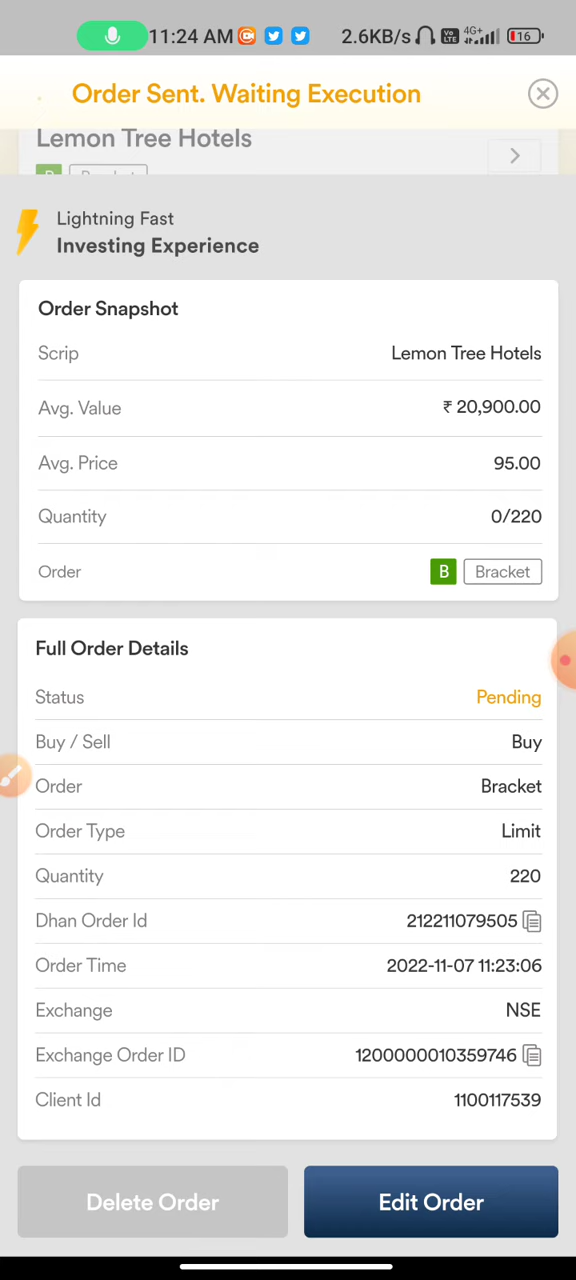 11:24 AM 2.6KB/s Vo LTE 4G+ 16
Order Sent. Waiting Execution
Lemon Tree Hotels
Lightning Fast
Investing Experience
Order Snapshot
Scrip Lemon Tree Hotels
Avg. Value ₹ 20,900.00
Avg. Price 95.00
Quantity 0/220
Order B Bracket
Full Order Details
Status Pending
Buy / Sell Buy
Order Bracket
Order Type Limit
Quantity 220
Dhan Order Id 212211079505
Order Time 2022-11-07 11:23:06
Exchange NSE
Exchange Order ID 1200000010359746
Client Id 1100117539
Delete Order Edit Order